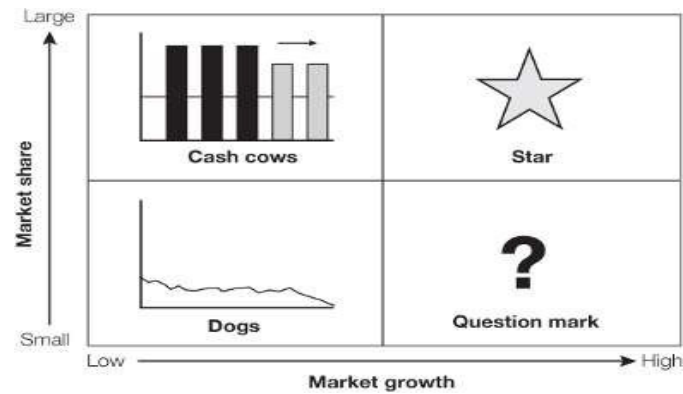 Large
Cash cows
Star
Market share
?
Dogs
Question mark
Small
Low
High
Market growth